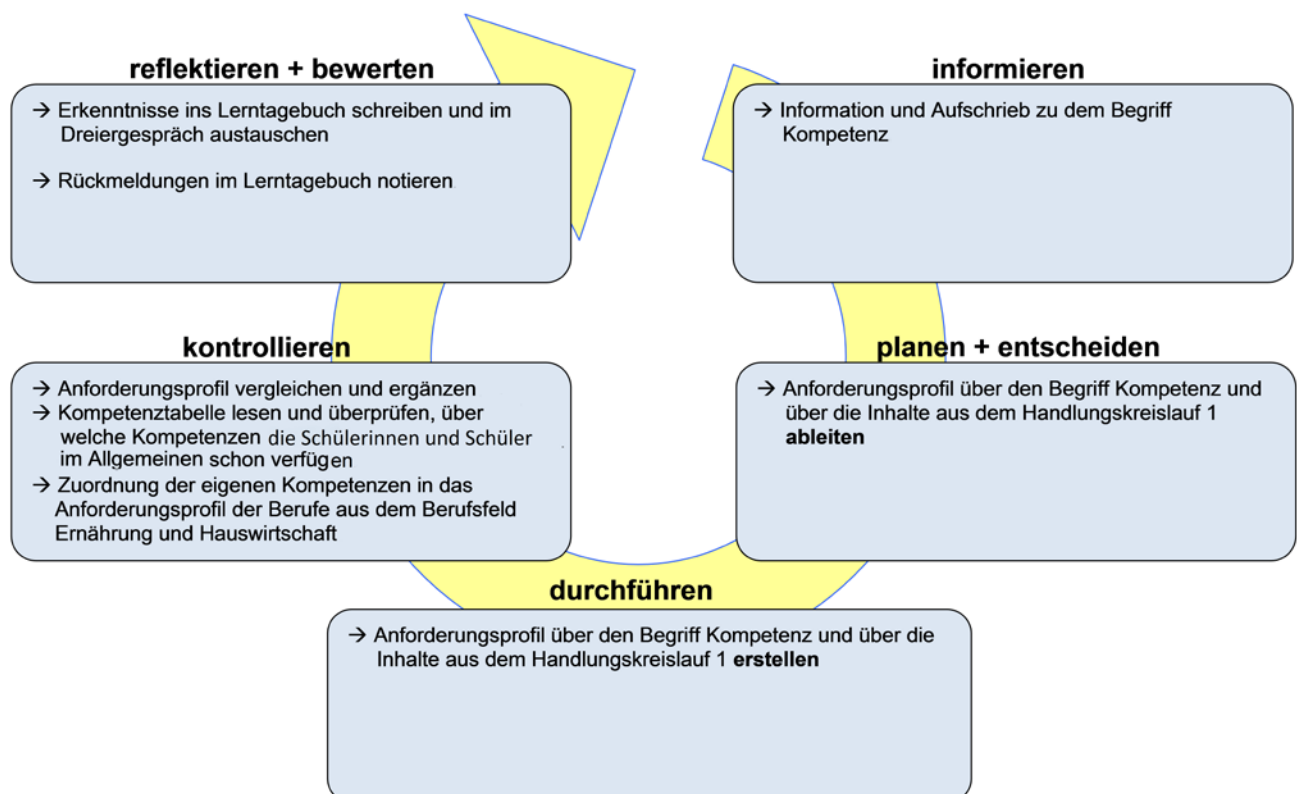 reflektieren + bewerten
→ Erkenntnisse ins Lerntagebuch schreiben und im
Dreiergespräch austauschen
→ Rückmeldungen im Lerntagebuch notieren
informieren
→ Information und Aufschrieb zu dem Begriff
Kompetenz
kontrollieren
→ Anforderungsprofil vergleichen und ergänzen
→ Kompetenztabelle lesen und überprüfen, über
welche Kompetenzen die Schülerinnen und Schüler
im Allgemeinen schon verfügen
→ Zuordnung der eigenen Kompetenzen in das
Anforderungsprofil der Berufe aus dem Berufsfeld
Ernährung und Hauswirtschaft
planen + entscheiden
→ Anforderungsprofil über den Begriff Kompetenz und
über die Inhalte aus dem Handlungskreislauf 1
ableiten
durchführen
→ Anforderungsprofil über den Begriff Kompetenz und über die
Inhalte aus dem Handlungskreislauf 1 erstellen